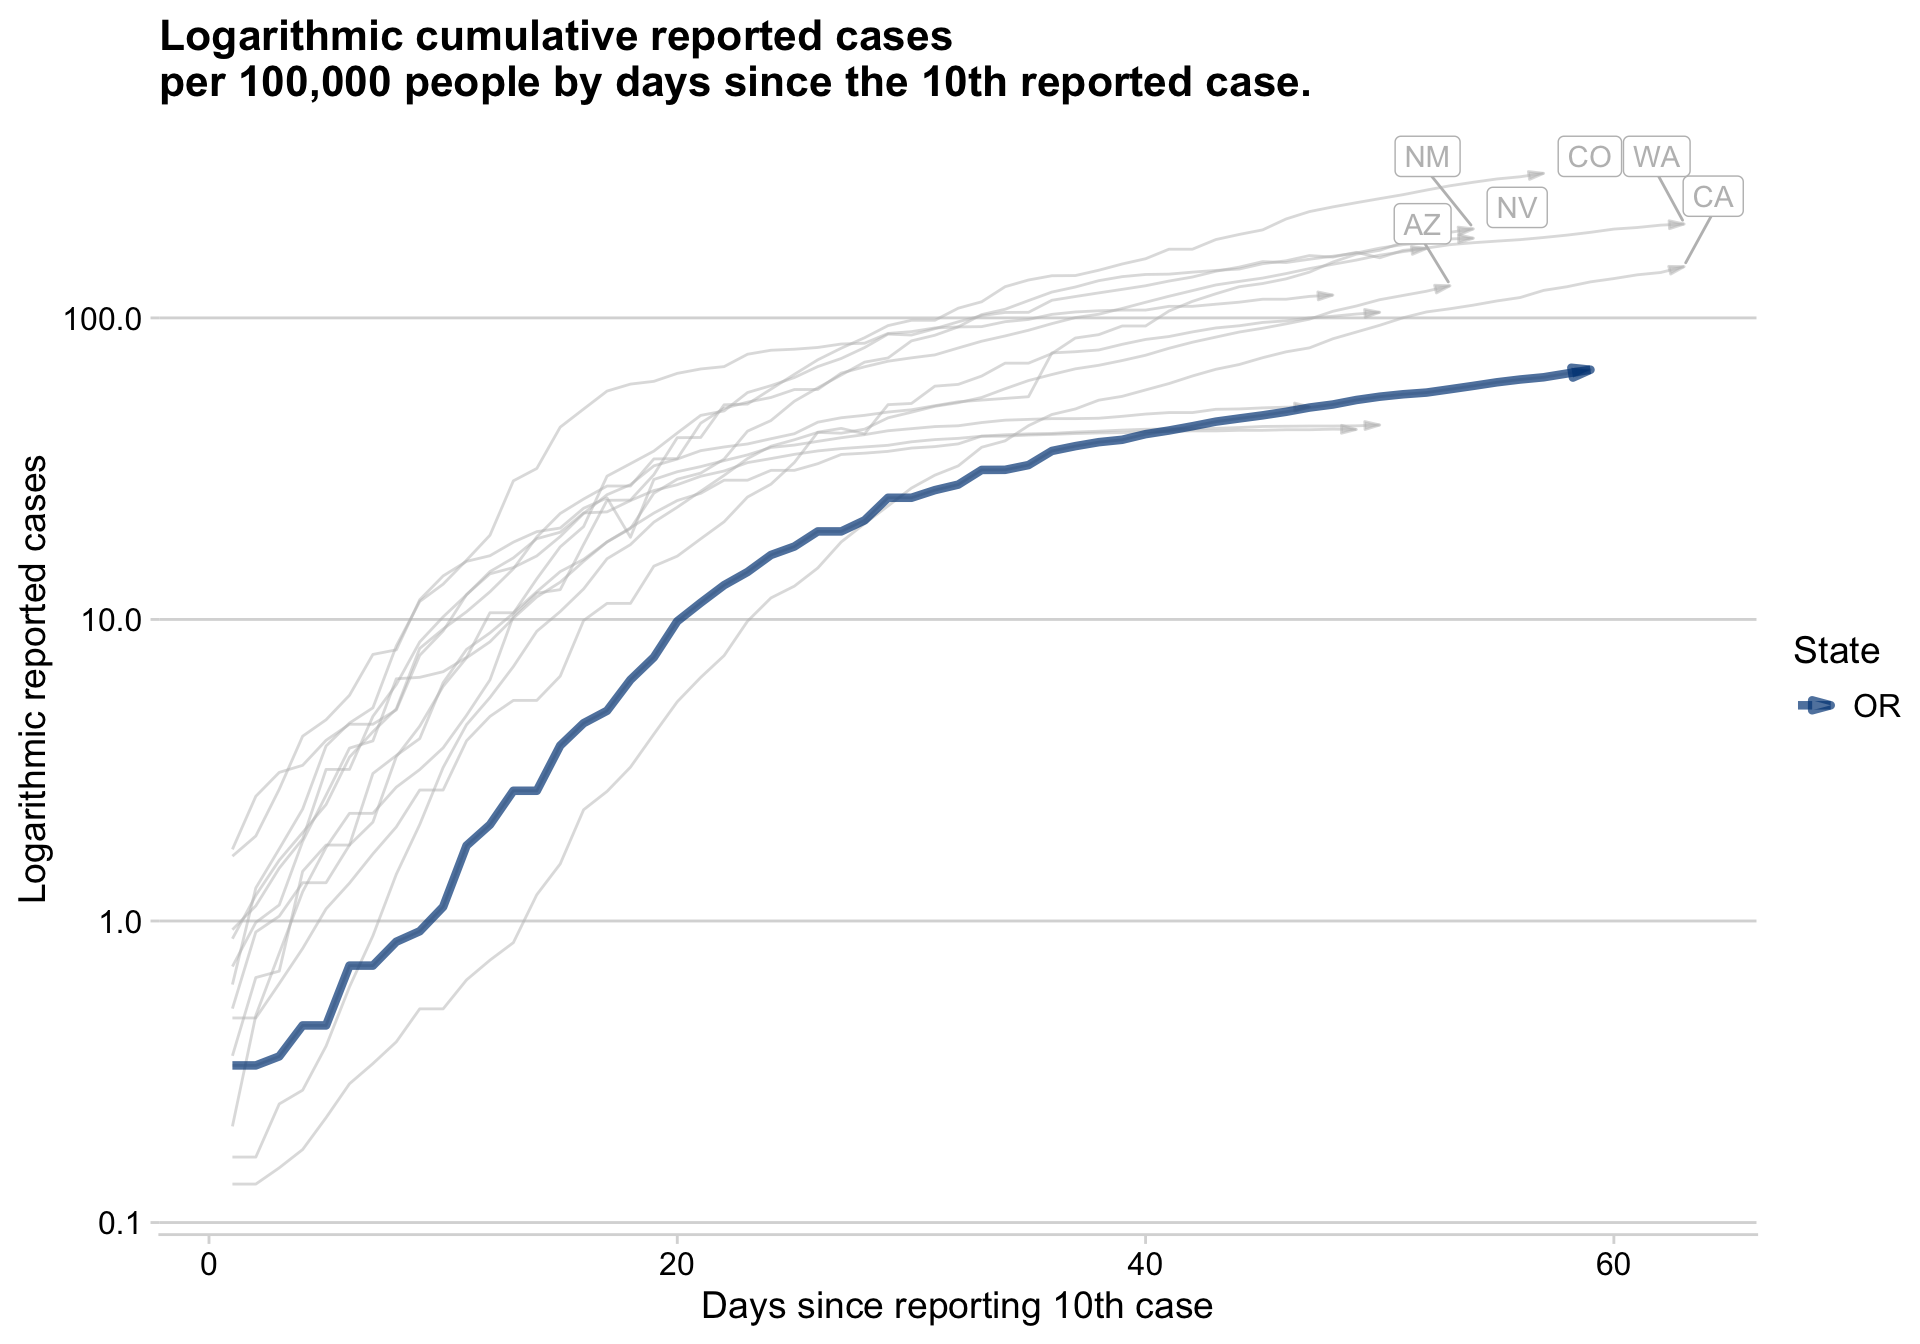 Logarithmic cumulative reported cases
per 100,000 people by days since the 10th reported case.
NM
CO
WA
CA
NV
AZ
100.0
10.0
1.0
0.1
Logarithmic reported cases
0
20
40
60
Days since reporting 10th case
State
OR